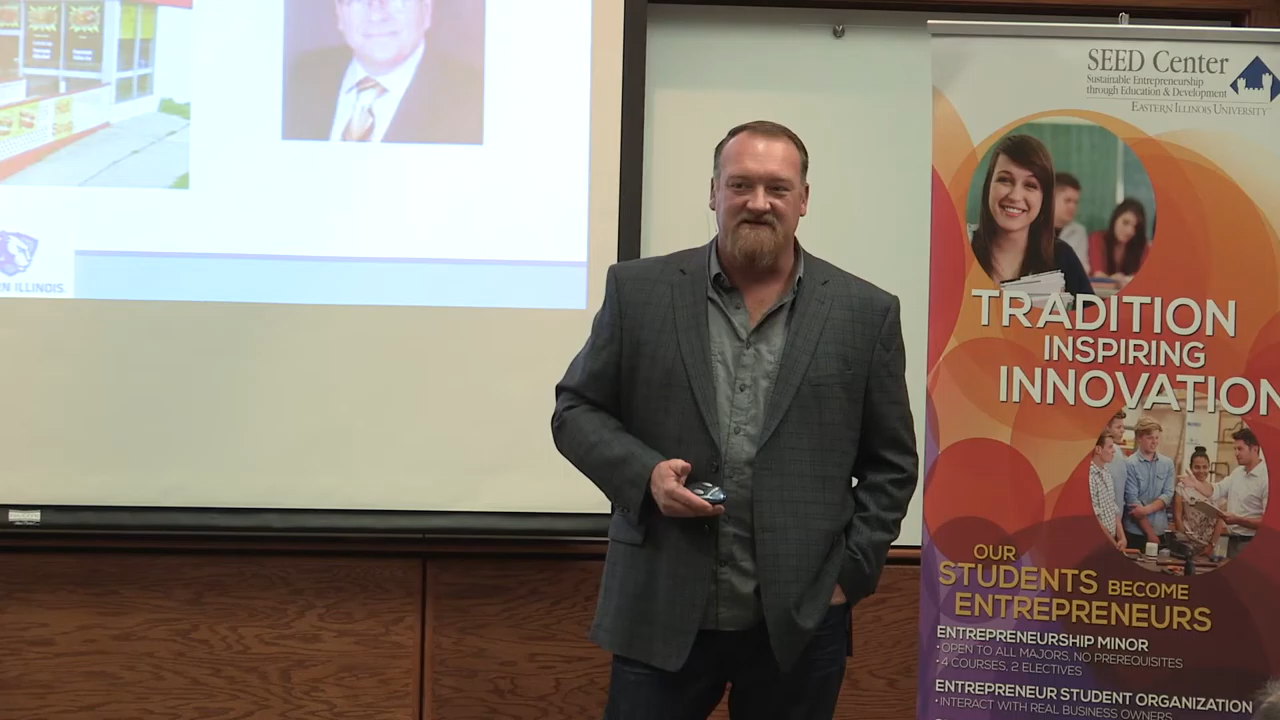 N ILLINOIS.
SEED Center
Sustainable Entrepreneurship
through Education & Development
EASTERN ILLINOIS UNIVERSITY
TRADITION
INSPIRING
INNOVATION
OUR
STUDENTS BECOME
ENTREPRENEURS
ENTREPRENEURSHIP MINOR
• OPEN TO ALL MAJORS, NO PREREQUISITES
• 4 COURSES, 2 ELECTIVES
ENTREPRENEUR STUDENT ORGANIZATION
• INTERACT WITH REAL BUSINESS OWNERS